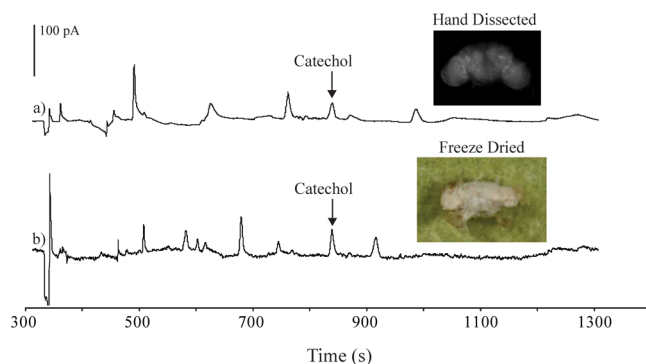 100 pA
Hand Dissected
Catechol
a)
Freeze Dried
Catechol
b)
300 500 700 900 1100 1300
Time (s)